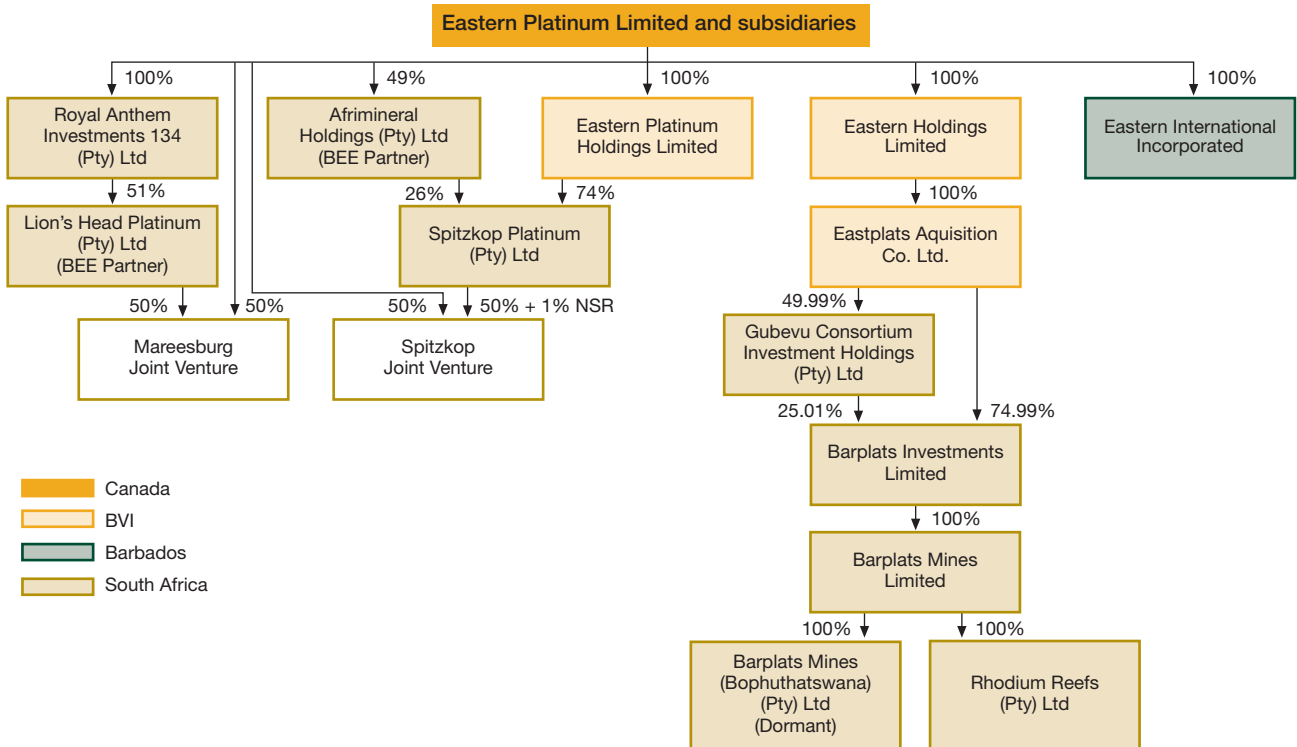 Eastern Platinum Limited and subsidiaries
100%
49%
100%
100%
100%
Royal Anthem
Investments 134
(Pty) Ltd
Afrimineral
Holdings (Pty) Ltd
(BEE Partner)
Eastern Platinum
Holdings Limited
Eastern Holdings
Limited
Eastern International
Incorporated
51%
26%
74%
100%
Lion's Head Platinum
(Pty) Ltd
(BEE Partner)
Spitzkop Platinum
(Pty) Ltd
Eastplats Aquisition
Co. Ltd.
50%
50%
50%
50% + 1% NSR
49.99%
Mareesburg
Joint Venture
Spitzkop
Joint Venture
Gubevu Consortium
Investment Holdings
(Pty) Ltd
25.01%
74.99%
Barplats Investments
Limited
100%
Barplats Mines
Limited
100%
100%
Barplats Mines
(Bophuthatswana)
(Pty) Ltd
(Dormant)
Rhodium Reefs
(Pty) Ltd
Canada
BVI
Barbados
South Africa